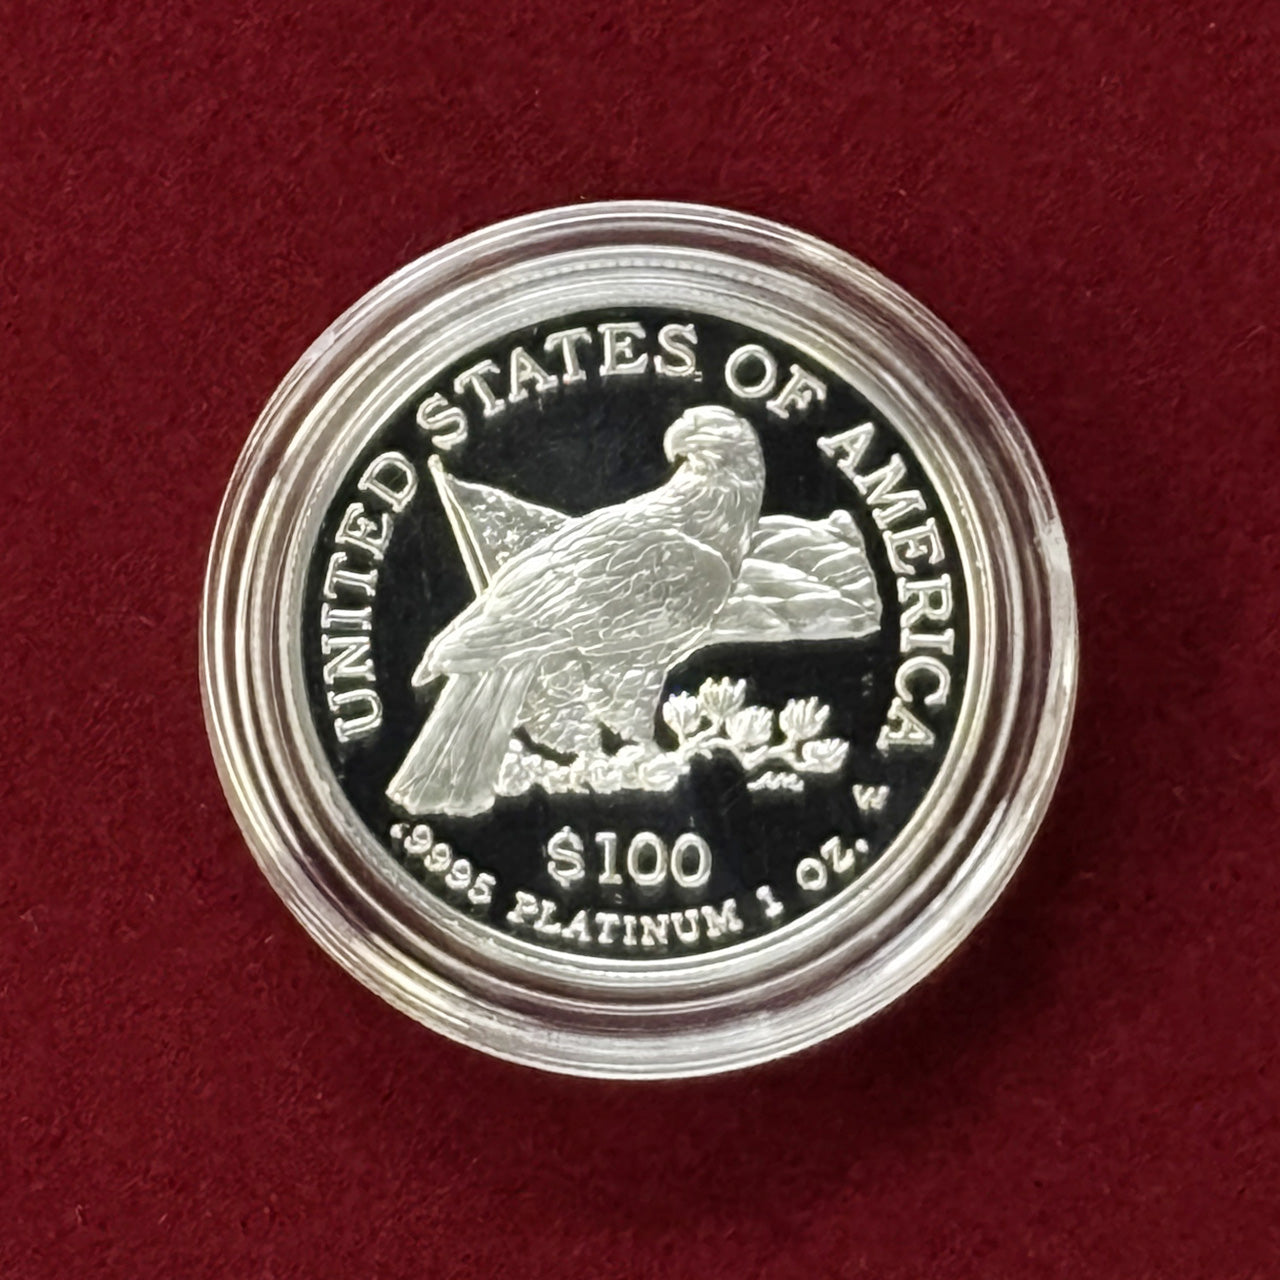 UNITED STATES OF AMERICA
W
$100
.9995 PLATINUM 1 OZ.